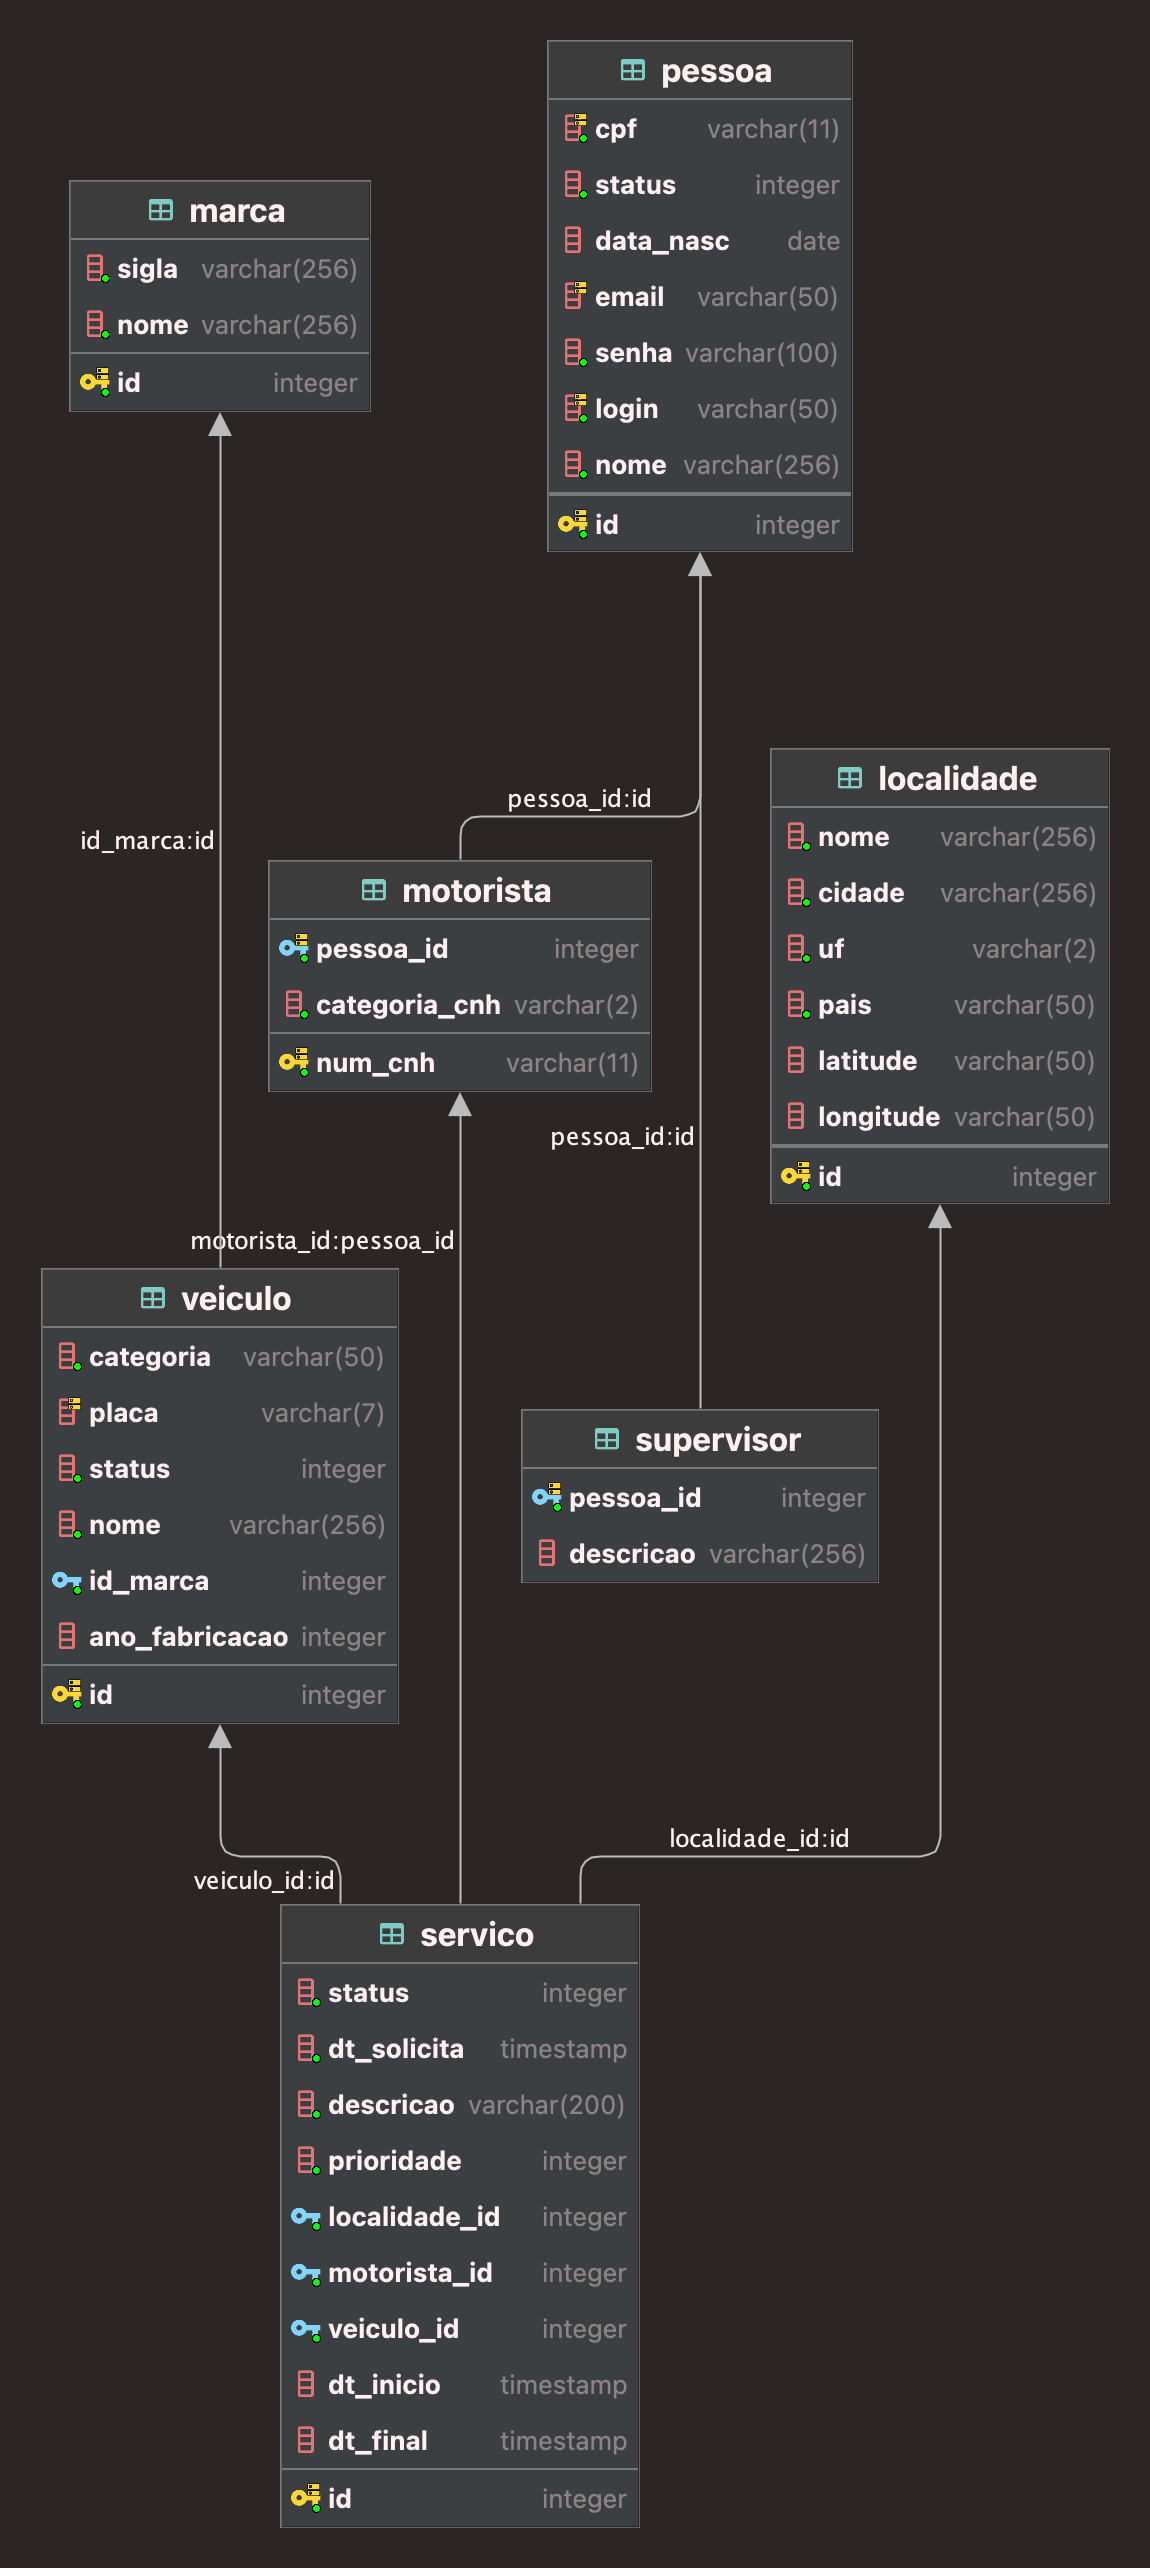 pessoa
cpf varchar(11)
status integer
data_nasc date
email varchar(50)
senha varchar(100)
login varchar(50)
nome varchar(256)
id integer
marca
sigla varchar(256)
nome varchar(256)
id integer
id_marca:id
pessoa_id:id
motorista
pessoa_id integer
categoria_cnh varchar(2)
num_cnh varchar(11)
localidade
nome varchar(256)
cidade varchar(256)
uf varchar(2)
pais varchar(50)
latitude varchar(50)
longitude varchar(50)
id integer
pessoa_id:id
motorista_id:pessoa_id
veiculo
categoria varchar(50)
placa varchar(7)
status integer
nome varchar(256)
id_marca integer
ano_fabricacao integer
id integer
supervisor
pessoa_id integer
descricao varchar(256)
localidade_id:id
veiculo_id:id
servico
status integer
dt_solicita timestamp
descricao varchar(200)
prioridade integer
localidade_id integer
motorista_id integer
veiculo_id integer
dt_inicio timestamp
dt_final timestamp
id integer